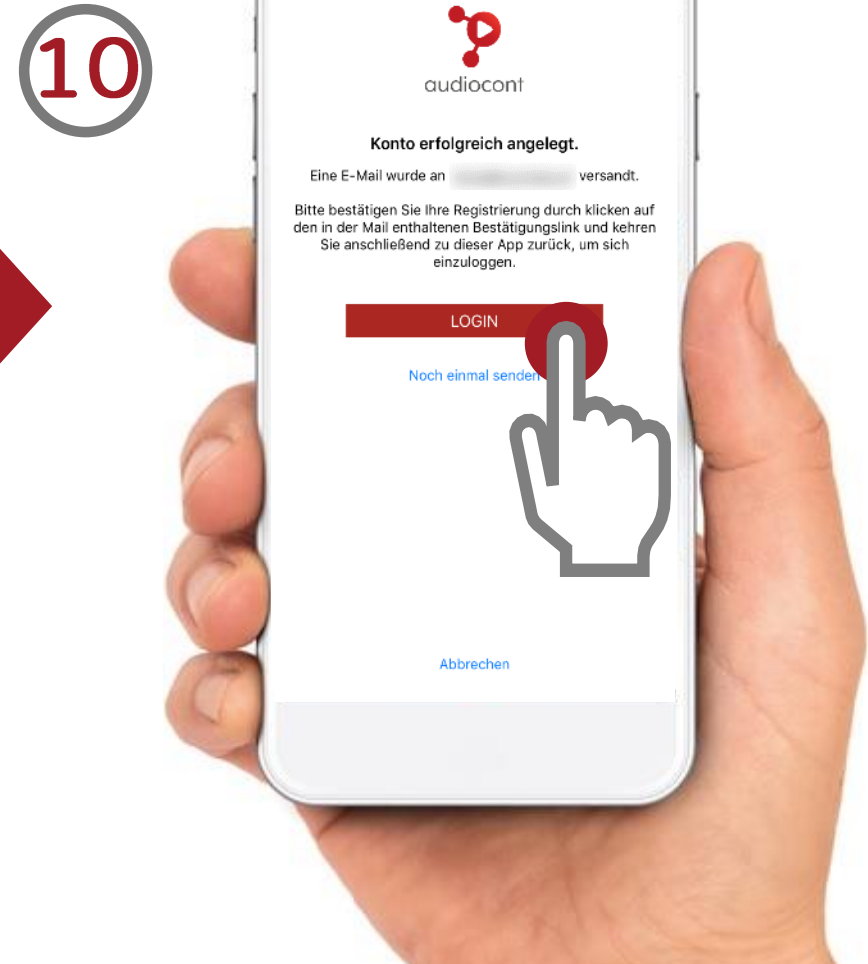 10
audiocont
Konto erfolgreich angelegt.
Eine E-Mail wurde an versandt.
Bitte bestätigen Sie Ihre Registrierung durch klicken auf
den in der Mail enthaltenen Bestätigungslink und kehren
Sie anschließend zu dieser App zurück, um sich
einzuloggen.
LOGIN
Noch einmal senden
Abbrechen